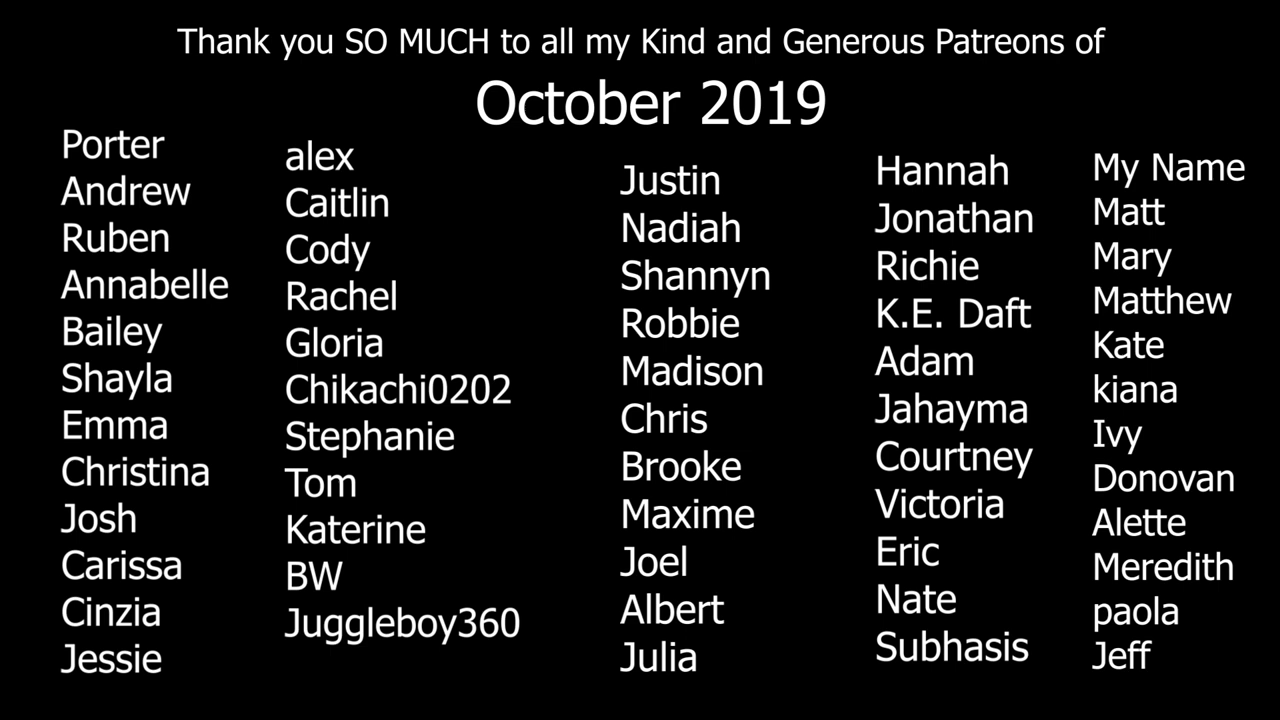 Thank you SO MUCH to all my Kind and Generous Patreons of
October 2019
Porter
Andrew
Ruben
Annabelle
Bailey
Shayla
Emma
Christina
Josh
Carissa
Cinzia
Jessie
alex
Caitlin
Cody
Rachel
Gloria
Chikachi0202
Stephanie
Tom
Katerine
BW
Juggleboy360
Justin
Nadiah
Shannyn
Robbie
Madison
Chris
Brooke
Maxime
Joel
Albert
Julia
Hannah
Jonathan
Richie
K.E. Daft
Adam
Jahayma
Courtney
Victoria
Eric
Nate
Subhasis
My Name
Matt
Mary
Matthew
Kate
kiana
Ivy
Donovan
Alette
Meredith
paola
Jeff